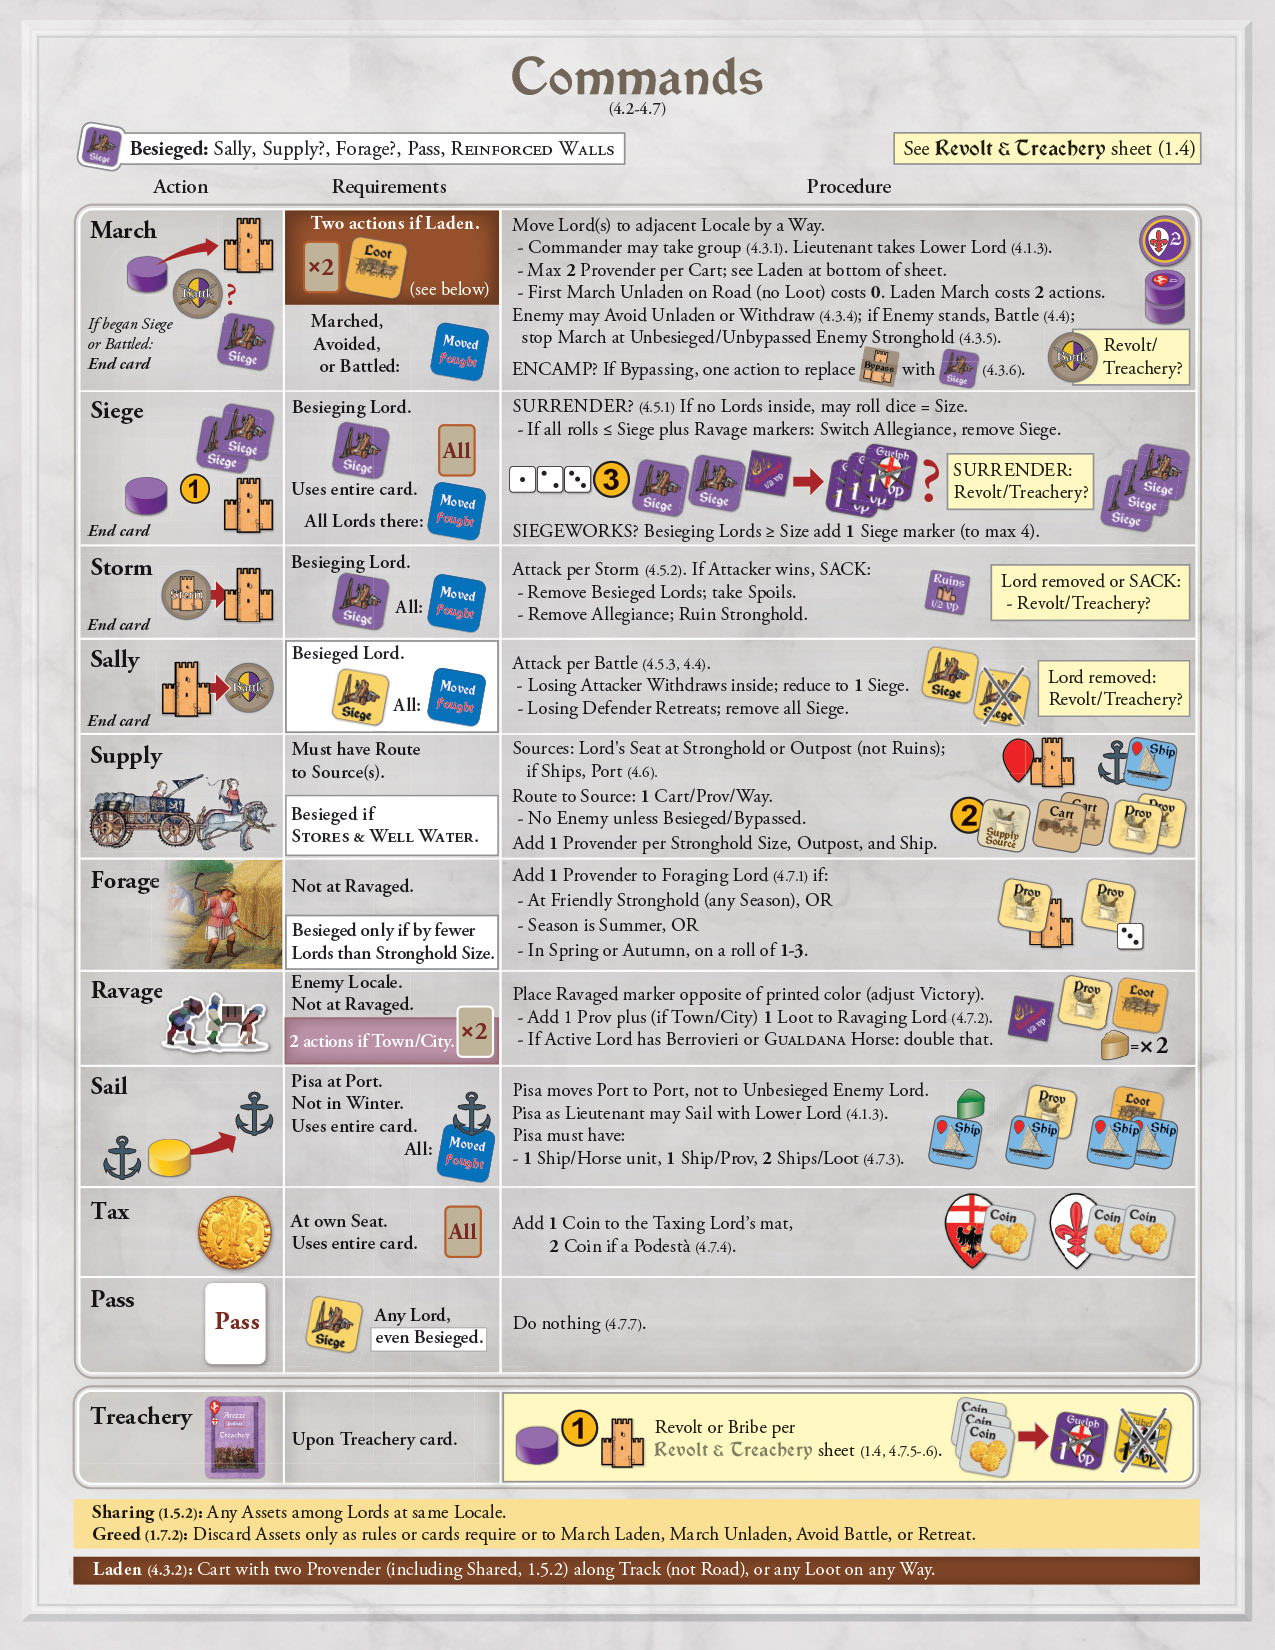 Commands
(4.2-4.7)
Siege
Besieged: Sally, Supply?, Forage?, Pass, REINFORCED WALLS
See Revolt & Treachery sheet (1.4)
Action
Requirements
Procedure
March
Battle
?
If began Siege
or Battled:
End card
Siege
Two actions if Laden.
×2
Loot
(see below)
Marched,
Avoided,
or Battled:
Moved
Fought
Move Lord(s) to adjacent Locale by a Way.
- Commander may take group (4.3.1). Lieutenant takes Lower Lord (4.1.3).
- Max 2 Provender per Cart; see Laden at bottom of sheet.
- First March Unladen on Road (no Loot) costs 0. Laden March costs 2 actions.
Enemy may Avoid Unladen or Withdraw (4.3.4); if Enemy stands, Battle (4.4);
stop March at Unbesieged/Unbypassed Enemy Stronghold (4.3.5).
ENCAMP? If Bypassing, one action to replace Bypass with Siege (4.3.6).
2
Battle
Revolt/
Treachery?
Siege
Siege
Siege
Siege
1
End card
Besieging Lord.
Siege
All
Uses entire card.
All Lords there:
Moved
Fought
SURRENDER? (4.5.1) If no Lords inside, may roll dice = Size.
- If all rolls ≤ Siege plus Ravage markers: Switch Allegiance, remove Siege.
3
Siege
Siege
1/2 VP
Guelph
1
1
1 VP
?
SURRENDER:
Revolt/Treachery?
Siege
Siege
Siege
SIEGEWORKS? Besieging Lords ≥ Size add 1 Siege marker (to max 4).
Storm
Storm
End card
Besieging Lord.
Siege
All:
Moved
Fought
Attack per Storm (4.5.2). If Attacker wins, SACK:
- Remove Besieged Lords; take Spoils.
- Remove Allegiance; Ruin Stronghold.
Ruins
1/2 VP
Lord removed or SACK:
- Revolt/Treachery?
Sally
Battle
End card
Besieged Lord.
Siege
All:
Moved
Fought
Attack per Battle (4.5.3, 4.4).
- Losing Attacker Withdraws inside; reduce to 1 Siege.
- Losing Defender Retreats; remove all Siege.
Siege
Siege
Lord removed:
Revolt/Treachery?
Supply
Must have Route
to Source(s).
Besieged if
STORES & WELL WATER.
Sources: Lord's Seat at Stronghold or Outpost (not Ruins);
if Ships, Port (4.6).
Route to Source: 1 Cart/Prov/Way.
- No Enemy unless Besieged/Bypassed.
Add 1 Provender per Stronghold Size, Outpost, and Ship.
Ship
2
Supply
Source
Cart
Cart
Prov
Prov
Forage
Not at Ravaged.
Besieged only if by fewer
Lords than Stronghold Size.
Add 1 Provender to Foraging Lord (4.7.1) if:
- At Friendly Stronghold (any Season), OR
- Season is Summer, OR
- In Spring or Autumn, on a roll of 1-3.
Prov
Prov
Ravage
Enemy Locale.
Not at Ravaged.
2 actions if Town/City.
×2
Place Ravaged marker opposite of printed color (adjust Victory).
- Add 1 Prov plus (if Town/City) 1 Loot to Ravaging Lord (4.7.2).
- If Active Lord has Berrovieri or GUALDANA Horse: double that.
1/2 VP
Prov
Loot
=×2
Sail
Pisa at Port.
Not in Winter.
Uses entire card.
All:
Moved
Fought
Pisa moves Port to Port, not to Unbesieged Enemy Lord.
Pisa as Lieutenant may Sail with Lower Lord (4.1.3).
Pisa must have:
- 1 Ship/Horse unit, 1 Ship/Prov, 2 Ships/Loot (4.7.3).
Ship
Prov
Ship
Loot
Ship
Ship
Tax
At own Seat.
Uses entire card.
All
Add 1 Coin to the Taxing Lord's mat,
2 Coin if a Podestà (4.7.4).
Coin
Coin
Coin
Pass
Pass
Siege
Any Lord,
even Besieged.
Do nothing (4.7.7).
Treachery
Arezzo
Treachery
Upon Treachery card.
1
Revolt or Bribe per
Revolt & Treachery sheet (1.4, 4.7.5-.6).
Coin
Coin
Coin
Guelph
1 VP
Sharing (1.5.2): Any Assets among Lords at same Locale.
Greed (1.7.2): Discard Assets only as rules or cards require or to March Laden, March Unladen, Avoid Battle, or Retreat.
Laden (4.3.2): Cart with two Provender (including Shared, 1.5.2) along Track (not Road), or any Loot on any Way.